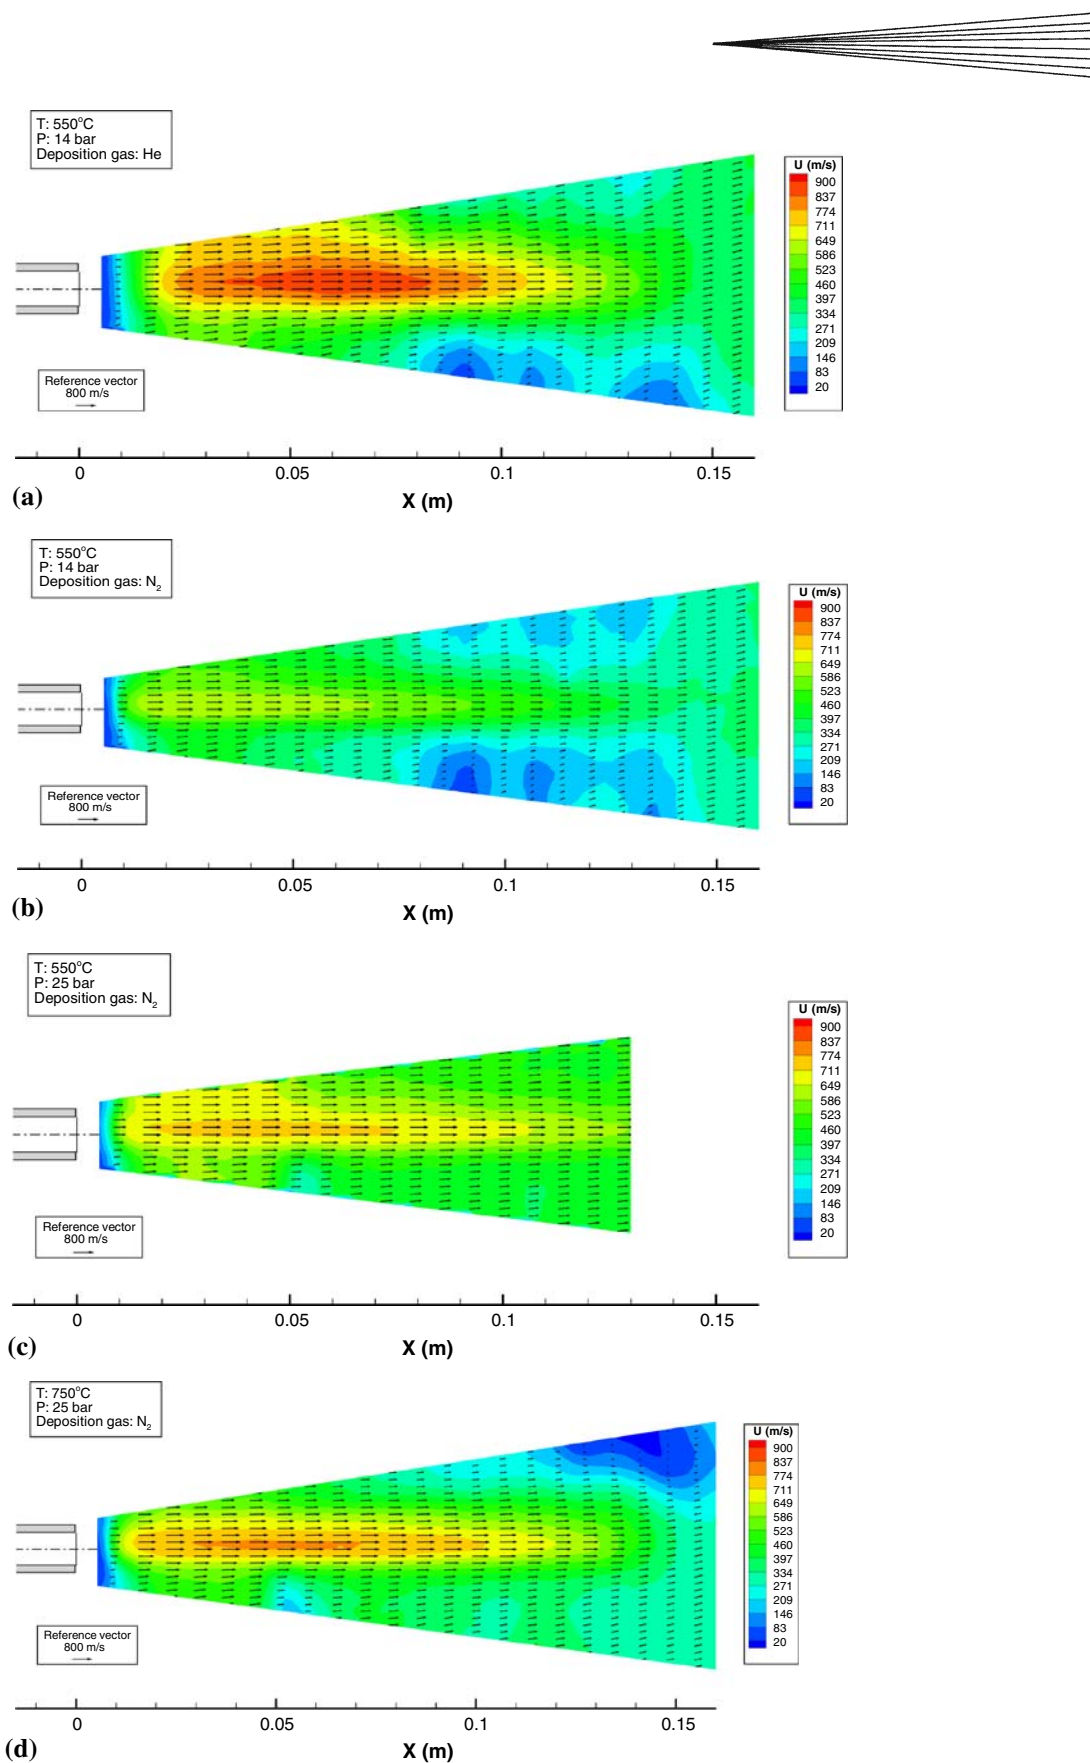 T: 550°C
P: 14 bar
Deposition gas: He
U (m/s)
900
837
774
711
649
586
523
460
397
334
271
209
146
83
20
Reference vector
800 m/s
0 0.05 0.1 0.15
(a)
X (m)
T: 550°C
P: 14 bar
Deposition gas: N₂
U (m/s)
900
837
774
711
649
586
523
460
397
334
271
209
146
83
20
Reference vector
800 m/s
0 0.05 0.1 0.15
(b)
X (m)
T: 550°C
P: 25 bar
Deposition gas: N₂
U (m/s)
900
837
774
711
649
586
523
460
397
334
271
209
146
83
20
Reference vector
800 m/s
0 0.05 0.1 0.15
(c)
X (m)
T: 750°C
P: 25 bar
Deposition gas: N₂
U (m/s)
900
837
774
711
649
586
523
460
397
334
271
209
146
83
20
Reference vector
800 m/s
0 0.05 0.1 0.15
(d)
X (m)